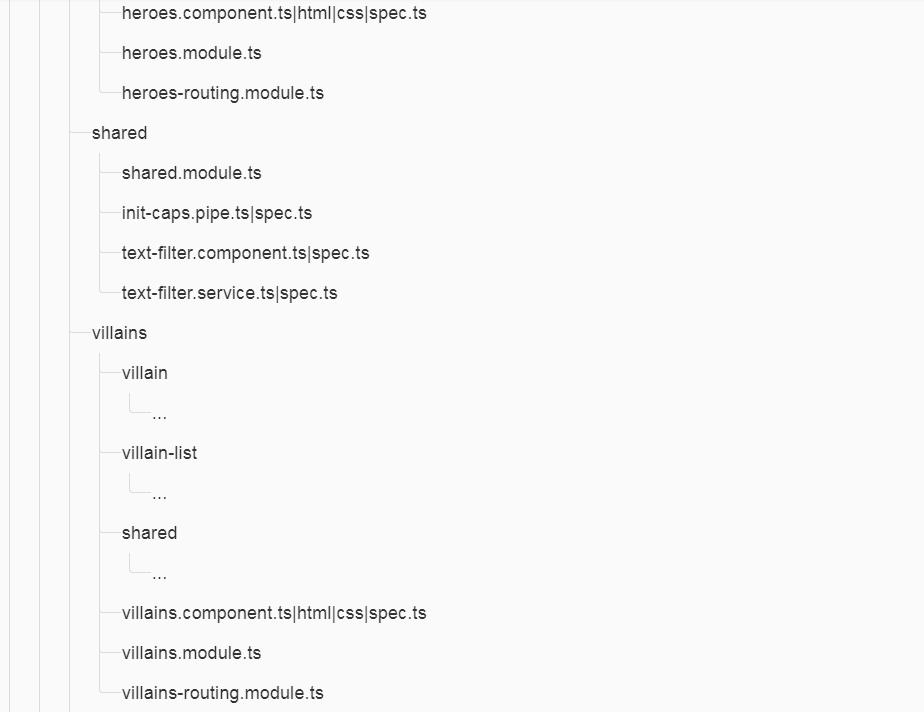 heroes.component.ts|html|css|spec.ts
heroes.module.ts
heroes-routing.module.ts
shared
shared.module.ts
init-caps.pipe.ts|spec.ts
text-filter.component.ts|spec.ts
text-filter.service.ts|spec.ts
villains
villain
...
villain-list
...
shared
...
villains.component.ts|html|css|spec.ts
villains.module.ts
villains-routing.module.ts